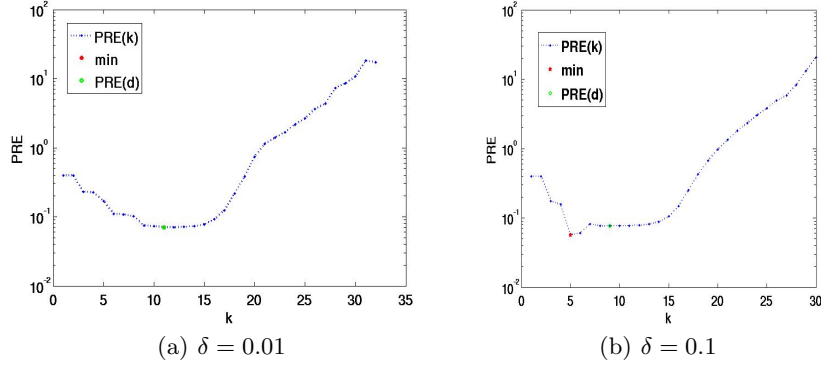 10^2
10^1
10^0
10^-1
10^-2
PRE
0 5 10 15 20 25 30 35
k
PRE(k)
min
PRE(d)
(a) δ = 0.01
10^2
10^1
10^0
10^-1
10^-2
PRE
0 5 10 15 20 25 30
k
PRE(k)
min
PRE(d)
(b) δ = 0.1